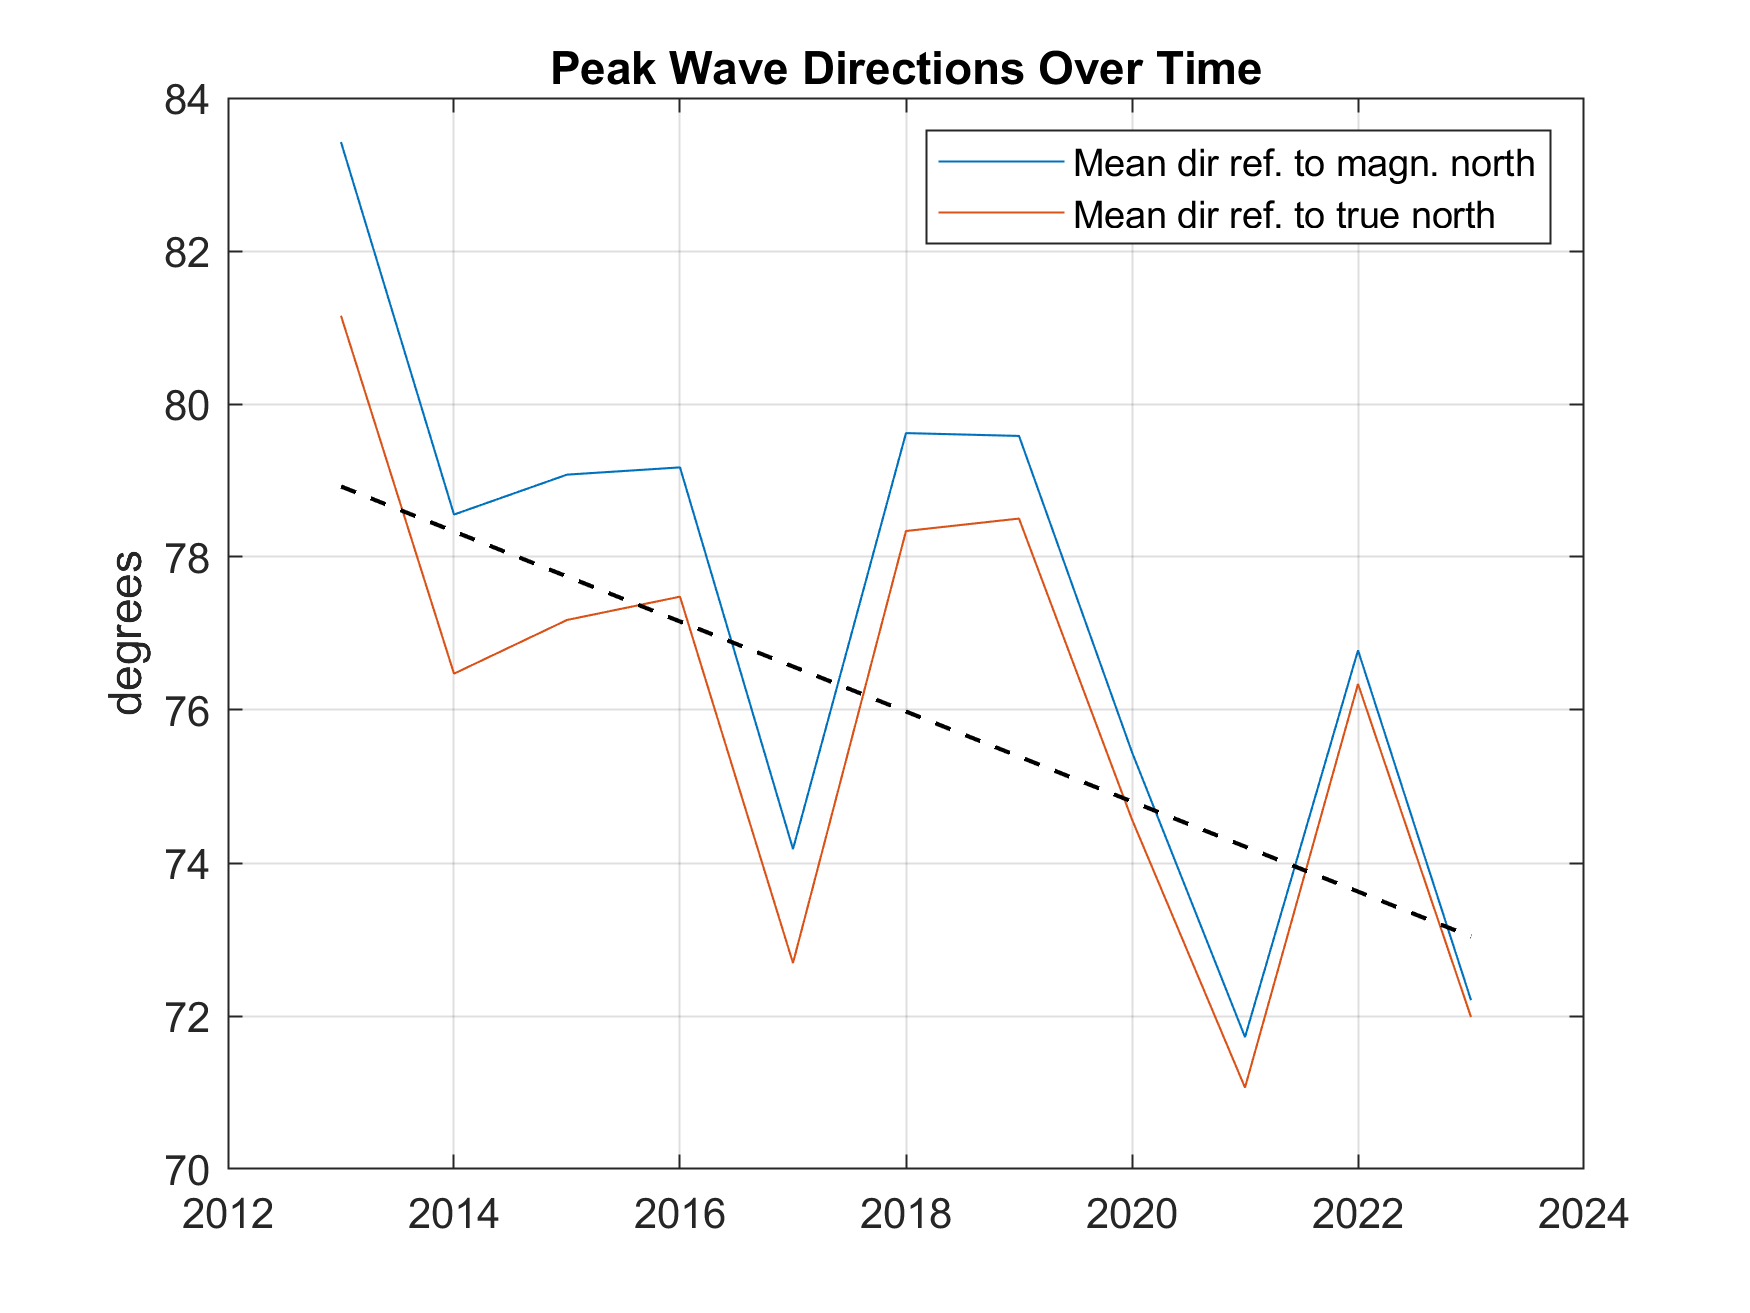 Peak Wave Directions Over Time
84
82
80
78
76
74
72
70
degrees
Mean dir ref. to magn. north
Mean dir ref. to true north
2012 2014 2016 2018 2020 2022 2024